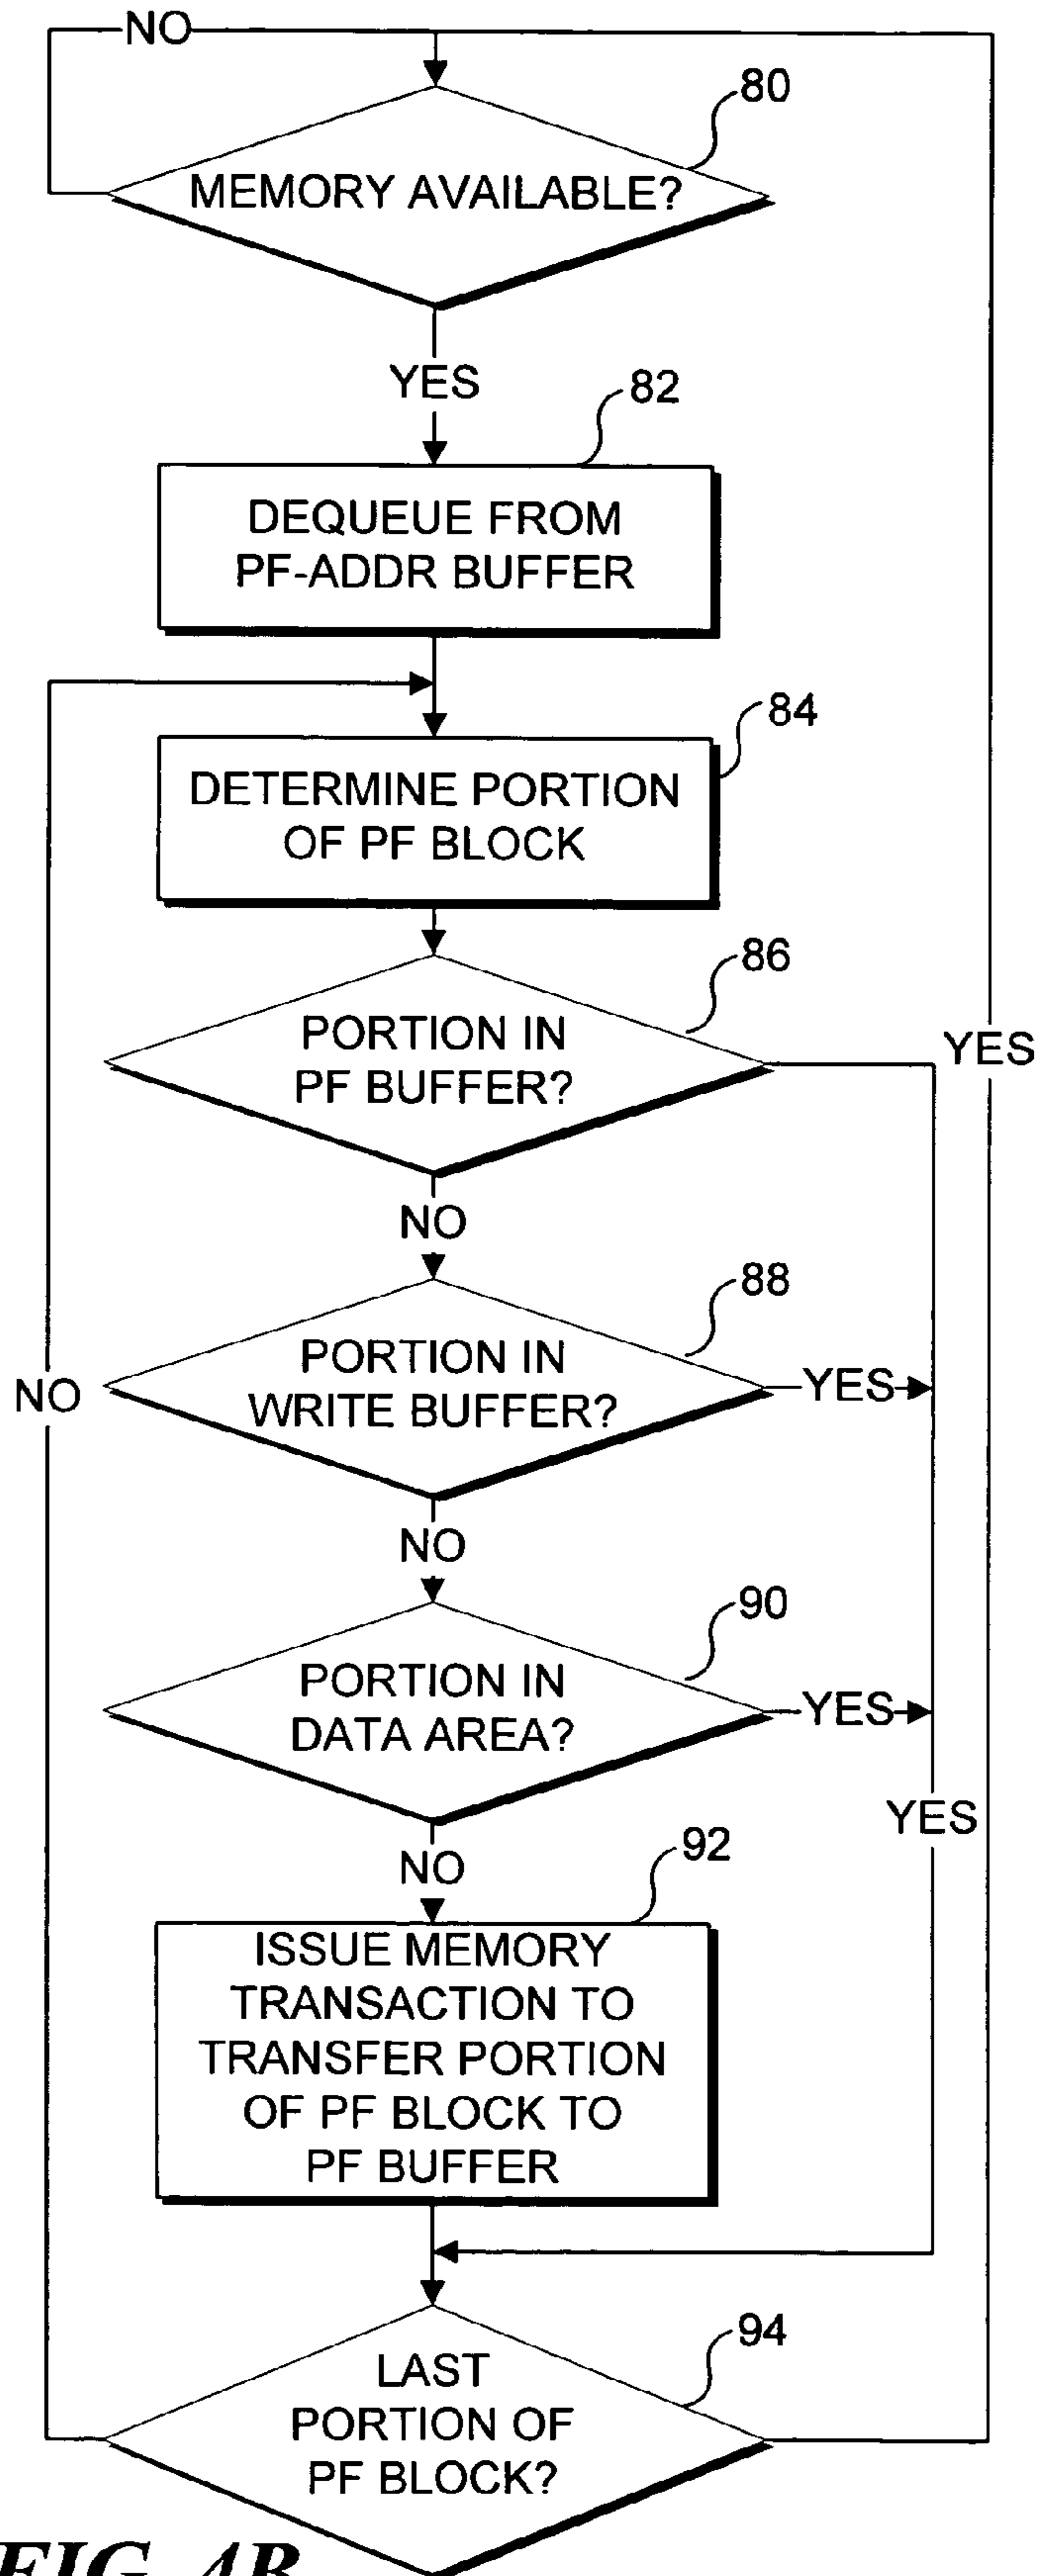 NO
80
MEMORY AVAILABLE?
YES
82
DEQUEUE FROM
PF-ADDR BUFFER
84
DETERMINE PORTION
OF PF BLOCK
86
PORTION IN
PF BUFFER?
YES
NO
88
PORTION IN
WRITE BUFFER?
YES
NO
NO
90
PORTION IN
DATA AREA?
YES
YES
NO
92
ISSUE MEMORY
TRANSACTION TO
TRANSFER PORTION
OF PF BLOCK TO
PF BUFFER
94
LAST
PORTION OF
PF BLOCK?
FIG. 4B